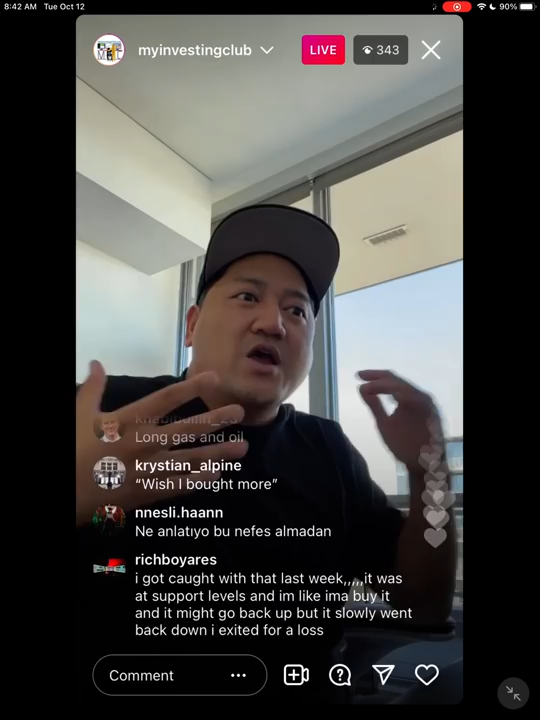 8:42 AM Tue Oct 12
90%
myinvestingclub
LIVE
343
khabibullin_28
Long gas and oil
krystian_alpine
“Wish I bought more”
nnesli.haann
Ne anlatıyo bu nefes almadan
richboyares
i got caught with that last week,,,,,it was
at support levels and im like ima buy it
and it might go back up but it slowly went
back down i exited for a loss
Comment